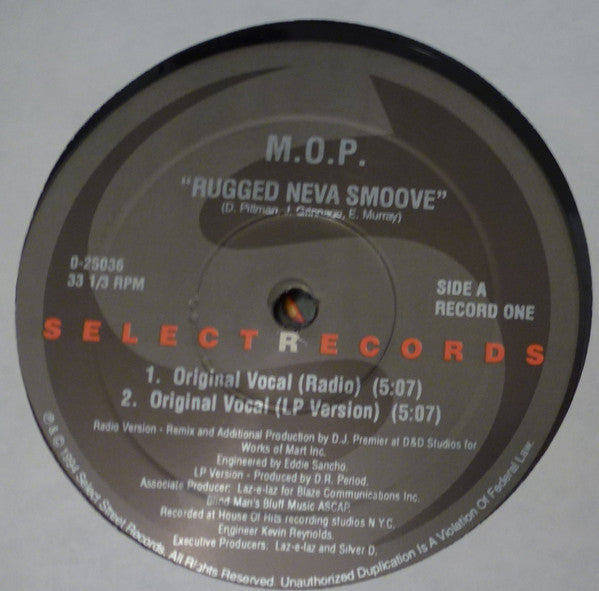 M.O.P.
"RUGGED NEVA SMOOVE"
(D. Pittman, J. Grinnage, E. Murray)
0-25036
33 1/3 RPM
SIDE A
RECORD ONE
SELECTRECORDS
1. Original Vocal (Radio) (5:07)
2. Original Vocal (LP Version) (5:07)
Radio Version - Remix and Additional Production by D.J. Premier at D&D Studios for
Works of Mart Inc.
Engineered by Eddie Sancho.
LP Version - Produced by D.R. Period.
Associate Producer: Laz-e-laz for Blaze Communications Inc.
Blind Man's Bluff Music ASCAP.
Recorded at House Of Hits recording studios N.Y.C.
Engineer Kevin Reynolds.
Executive Producers: Laz-e-laz and Silver D.
℗ & © 1994 Select Street Records. All Rights Reserved. Unauthorized Duplication Is A Violation Of Federal Law.